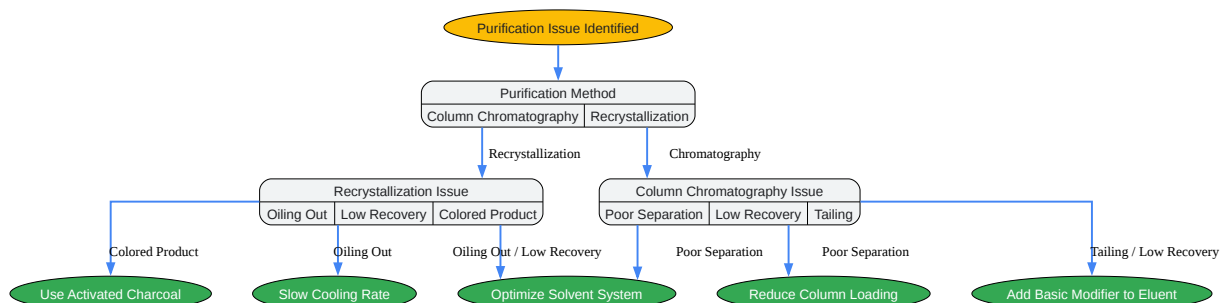 Purification Issue Identified
Purification Method
Column Chromatography
Recrystallization
Recrystallization
Chromatography
Recrystallization Issue
Oiling Out
Low Recovery
Colored Product
Column Chromatography Issue
Poor Separation
Low Recovery
Tailing
Colored Product
Oiling Out
Oiling Out / Low Recovery
Poor Separation
Poor Separation
Tailing / Low Recovery
Use Activated Charcoal
Slow Cooling Rate
Optimize Solvent System
Reduce Column Loading
Add Basic Modifier to Eluent